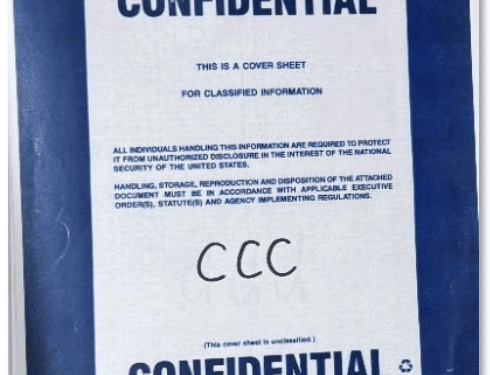 CONFIDENTIAL
THIS IS A COVER SHEET
FOR CLASSIFIED INFORMATION
ALL INDIVIDUALS HANDLING THIS INFORMATION ARE REQUIRED TO PROTECT
IT FROM UNAUTHORIZED DISCLOSURE IN THE INTEREST OF THE NATIONAL
SECURITY OF THE UNITED STATES.
HANDLING, STORAGE, REPRODUCTION AND DISPOSITION OF THE ATTACHED
DOCUMENT MUST BE IN ACCORDANCE WITH APPLICABLE EXECUTIVE
ORDER(S), STATUTE(S) AND AGENCY IMPLEMENTING REGULATIONS.
CCC
(This cover sheet is unclassified.)
CONFIDENTIAL